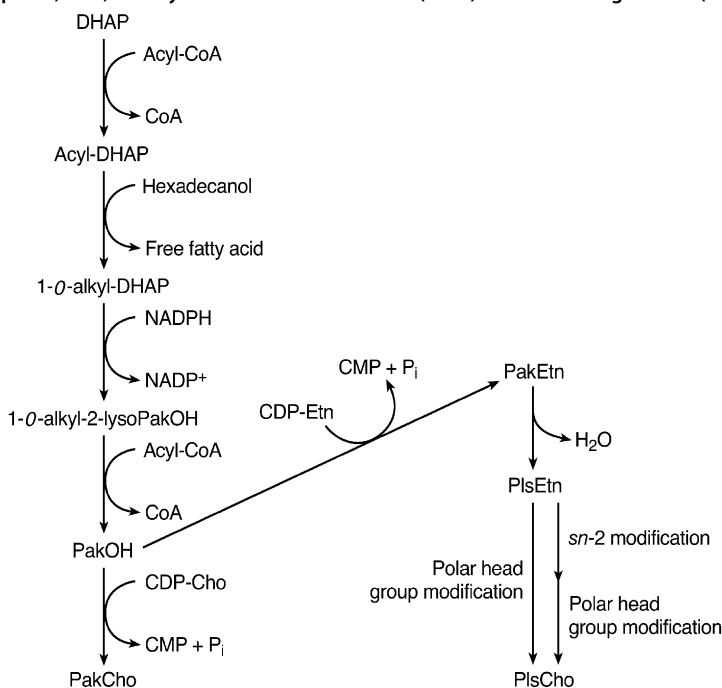 DHAP
Acyl-CoA
CoA
Acyl-DHAP
Hexadecanol
Free fatty acid
1-O-alkyl-DHAP
NADPH
NADP⁺
1-O-alkyl-2-lysoPakOH
Acyl-CoA
CoA
PakOH
CDP-Cho
CMP + Pᵢ
PakCho
CDP-Etn
CMP + Pᵢ
PakEtn
H₂O
PlsEtn
Polar head
group modification
sn-2 modification
Polar head
group modification
PlsCho